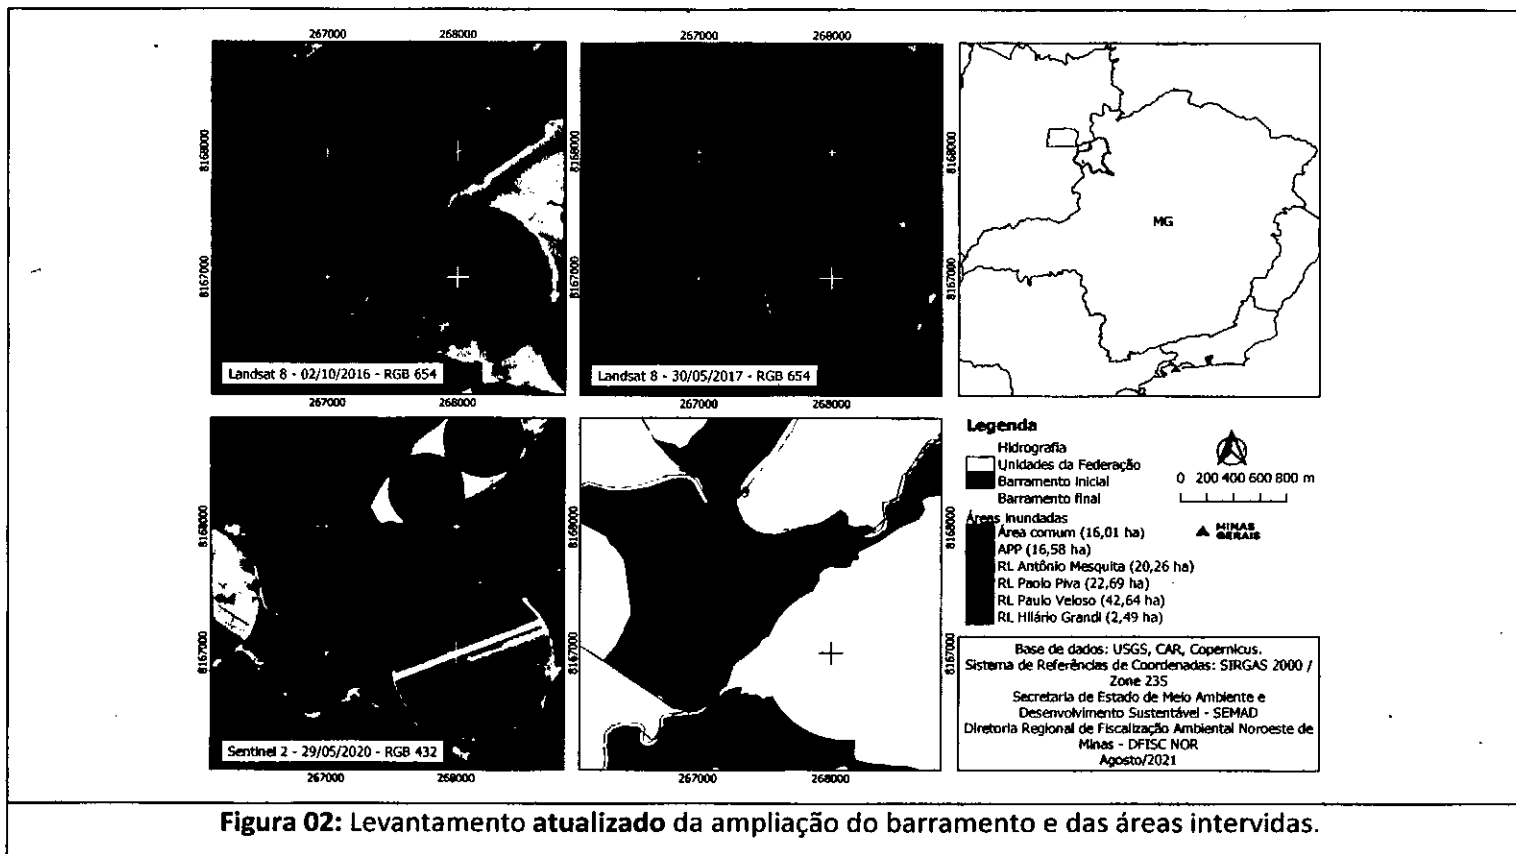 267000 268000
8168000
8167000
Landsat 8 - 02/10/2016 - RGB 654
267000 268000
267000 268000
8168000
8167000
Landsat 8 - 30/05/2017 - RGB 654
267000 268000
8168000
8167000
MG
8168000
8167000
Sentinel 2 - 29/05/2020 - RGB 432
267000 268000
8168000
8167000
267000 268000
8168000
8167000
Legenda
Hidrografia
Unidades da Federação
Barramento Inicial
Barramento final
Áreas Inundadas
Área comum (16,01 ha)
APP (16,58 ha)
RL Antônio Mesquita (20,26 ha)
RL Paolo Piva (22,69 ha)
RL Paulo Veloso (42,64 ha)
RL Hilário Grandi (2,49 ha)
0 200 400 600 800 m
MINAS
GERAIS
Base de dados: USGS, CAR, Copernicus.
Sistema de Referências de Coordenadas: SIRGAS 2000 /
Zone 23S
Secretaria de Estado de Meio Ambiente e
Desenvolvimento Sustentável - SEMAD
Diretoria Regional de Fiscalização Ambiental Noroeste de
Minas - DFISC NOR
Agosto/2021
Figura 02: Levantamento atualizado da ampliação do barramento e das áreas intervidas.